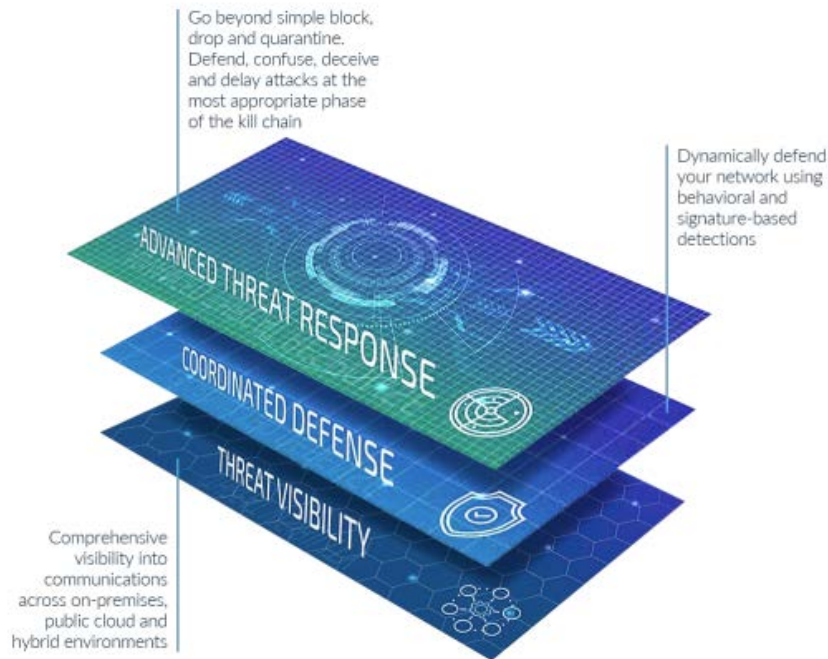 Go beyond simple block,
drop and quarantine.
Defend, confuse, deceive
and delay attacks at the
most appropriate phase
of the kill chain
Dynamically defend
your network using
behavioral and
signature-based
detections
ADVANCED THREAT RESPONSE
COORDINATED DEFENSE
THREAT VISIBILITY
Comprehensive
visibility into
communications
across on-premises,
public cloud and
hybrid environments